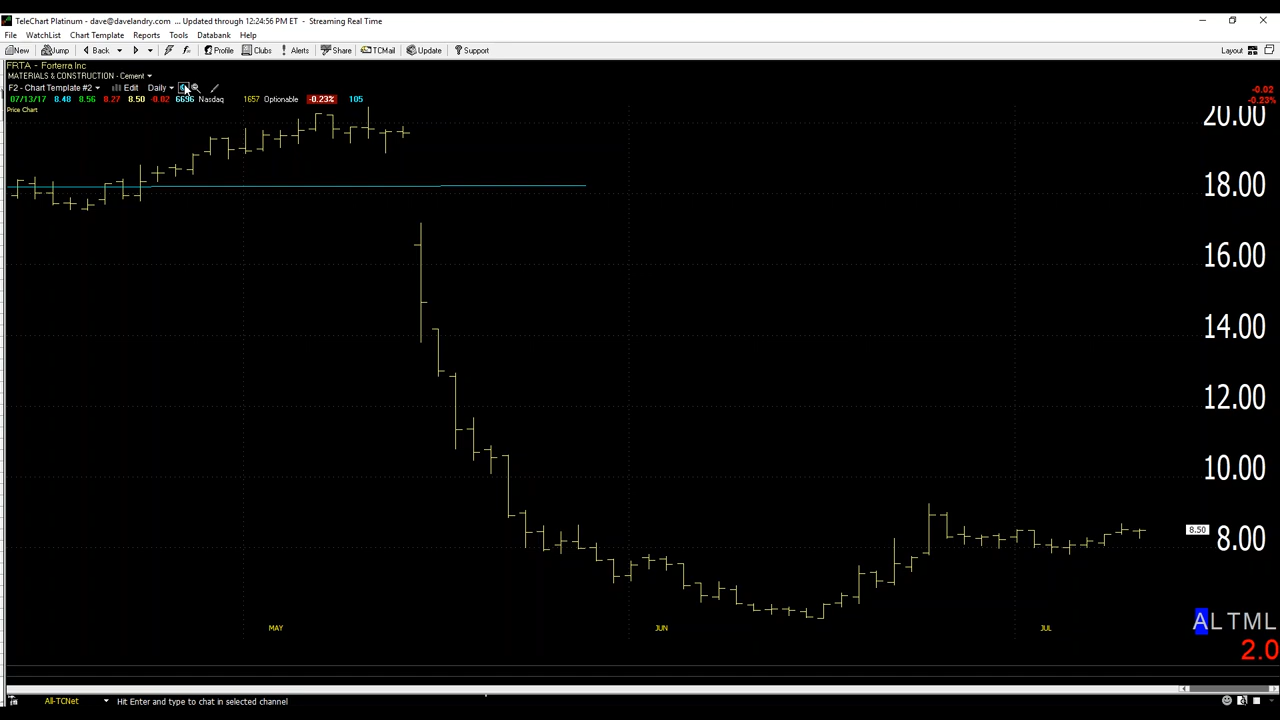 TeleChart Platinum - dave@davelandry.com ... Updated through 12:24:56 PM ET - Streaming Real Time
File WatchList Chart Template Reports Tools Databank Help
New Jump Back Profile Clubs Alerts Share TCMail Update Support Layout
FRTA - Forterra Inc
MATERIALS & CONSTRUCTION - Cement
F2 - Chart Template #2 Edit Daily
-0.02
07/13/17 8.48 8.56 8.27 8.50 -0.02 6696 Nasdaq 1657 Optionable -0.23% 105
-0.23%
Price Chart
20.00
18.00
16.00
14.00
12.00
10.00
8.50
8.00
ALTML
MAY JUN JUL
2.0
All-TCNet Hit Enter and type to chat in selected channel